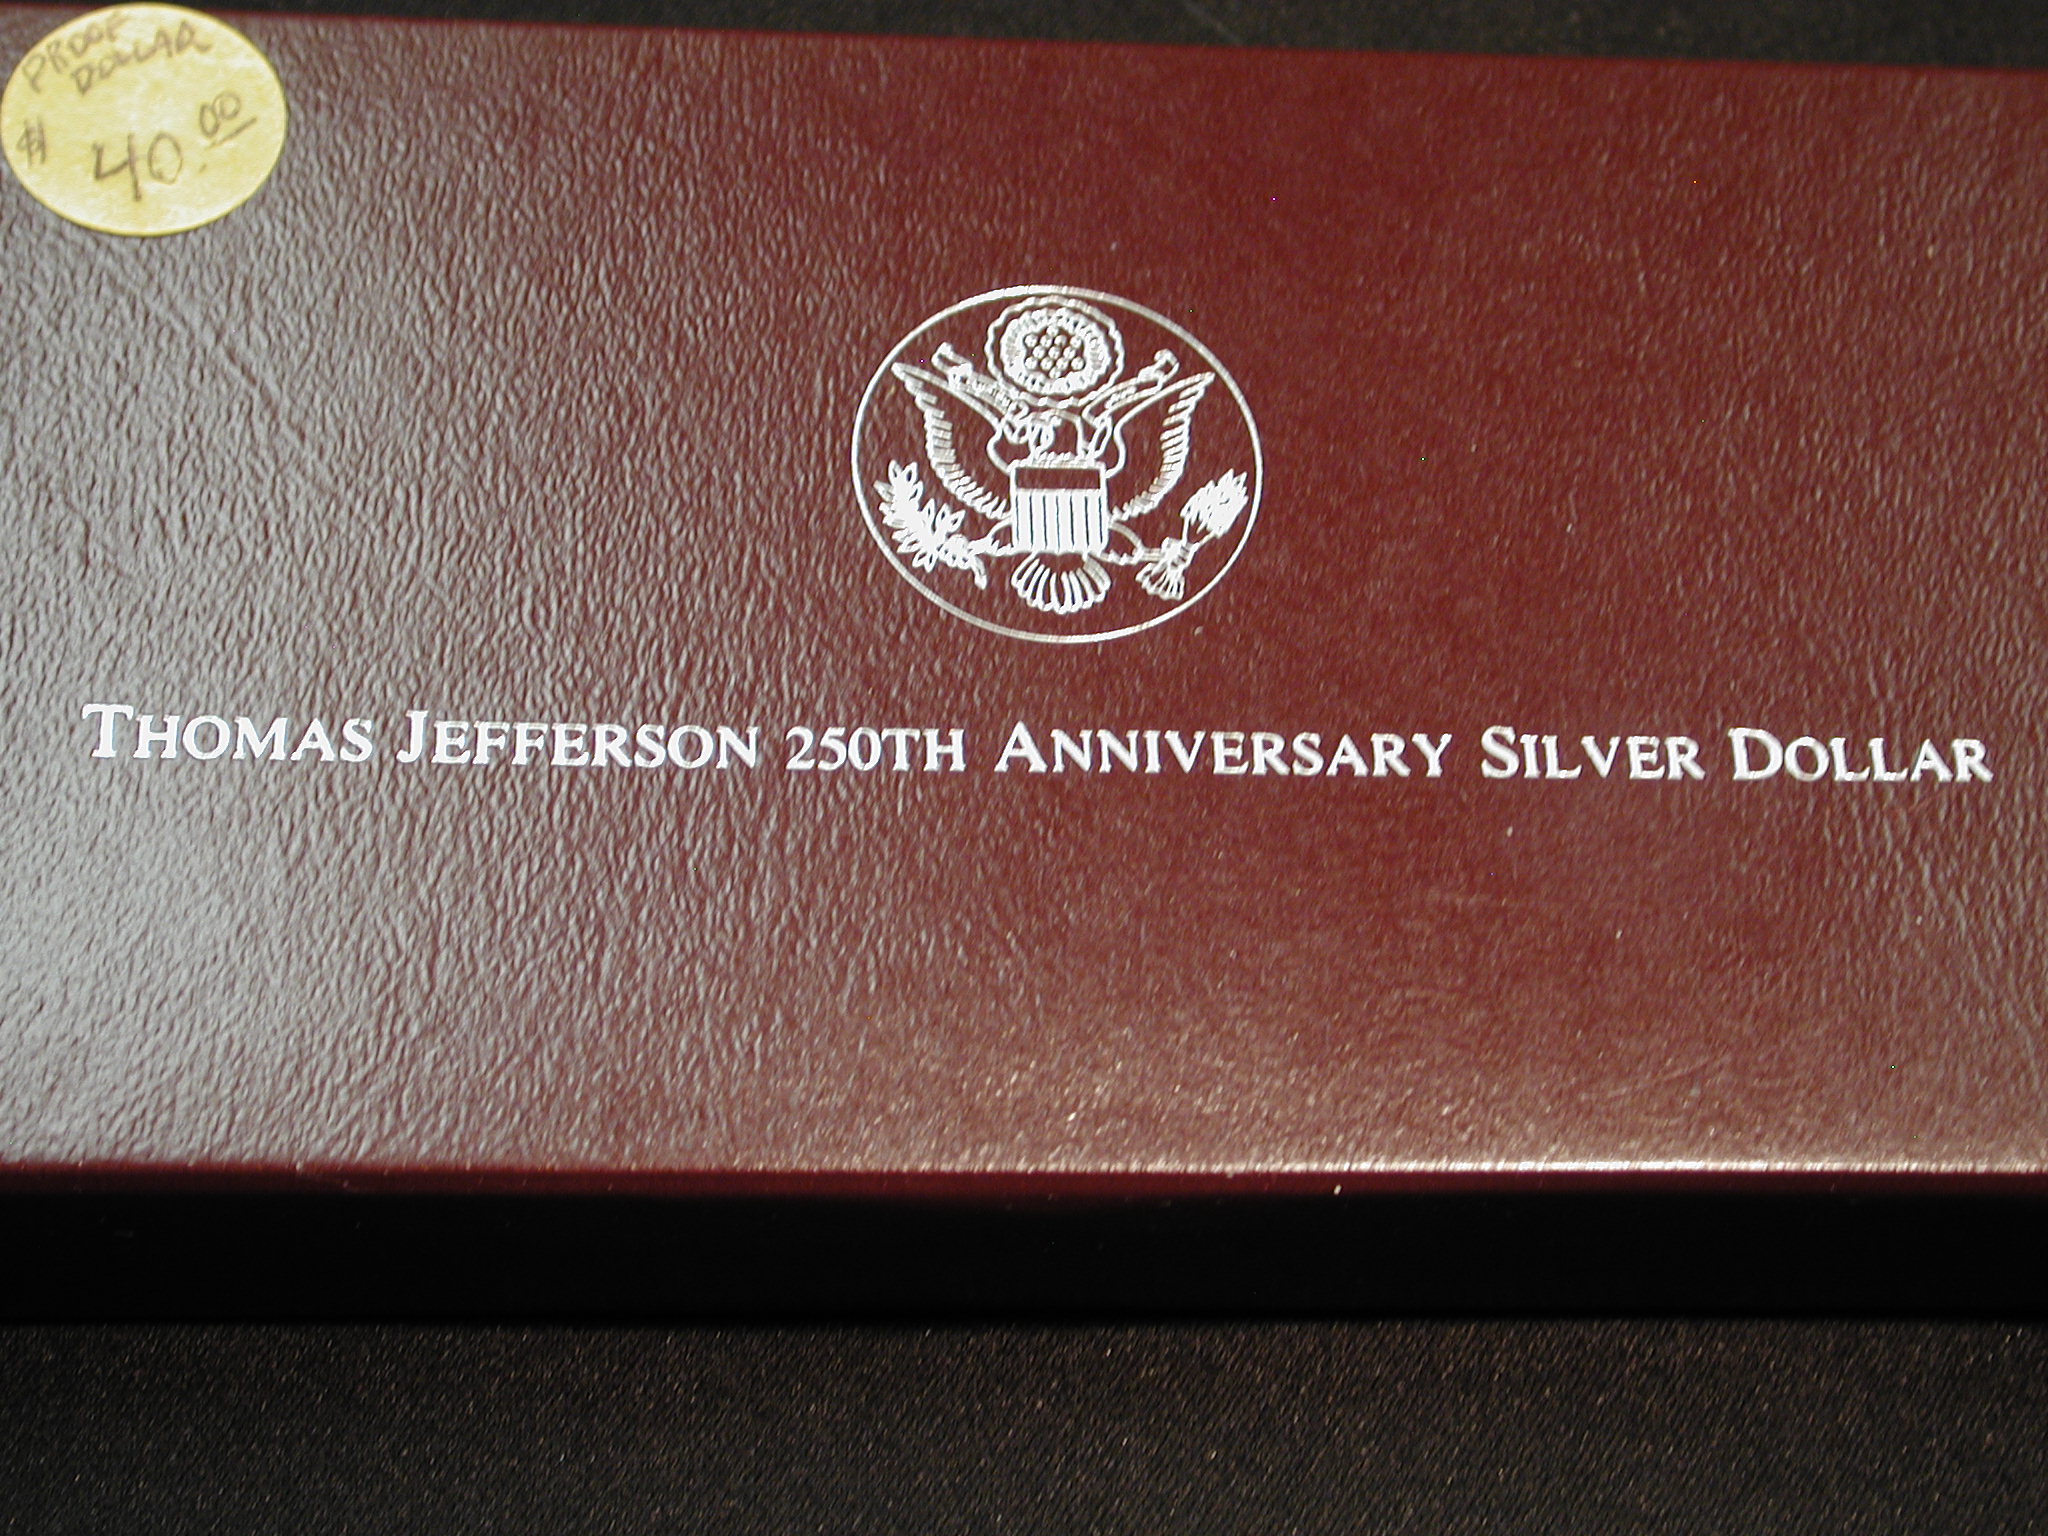 PROOF
DOLLAR
$ 40.00
THOMAS JEFFERSON 250TH ANNIVERSARY SILVER DOLLAR